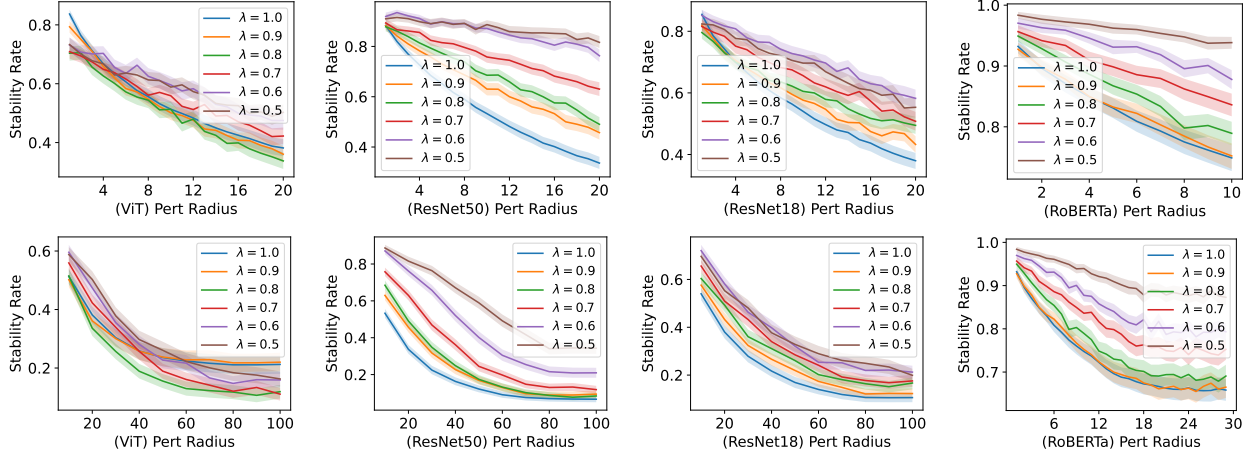 Stability Rate
0.8
0.6
0.4
λ = 1.0
λ = 0.9
λ = 0.8
λ = 0.7
λ = 0.6
λ = 0.5
4 8 12 16 20
(ViT) Pert Radius
Stability Rate
0.8
0.6
0.4
λ = 1.0
λ = 0.9
λ = 0.8
λ = 0.7
λ = 0.6
λ = 0.5
4 8 12 16 20
(ResNet50) Pert Radius
Stability Rate
0.8
0.6
0.4
λ = 1.0
λ = 0.9
λ = 0.8
λ = 0.7
λ = 0.6
λ = 0.5
4 8 12 16 20
(ResNet18) Pert Radius
Stability Rate
1.0
0.9
0.8
λ = 1.0
λ = 0.9
λ = 0.8
λ = 0.7
λ = 0.6
λ = 0.5
2 4 6 8 10
(RoBERTa) Pert Radius
Stability Rate
0.6
0.4
0.2
λ = 1.0
λ = 0.9
λ = 0.8
λ = 0.7
λ = 0.6
λ = 0.5
20 40 60 80 100
(ViT) Pert Radius
Stability Rate
0.8
0.6
0.4
0.2
λ = 1.0
λ = 0.9
λ = 0.8
λ = 0.7
λ = 0.6
λ = 0.5
20 40 60 80 100
(ResNet50) Pert Radius
Stability Rate
0.8
0.6
0.4
0.2
λ = 1.0
λ = 0.9
λ = 0.8
λ = 0.7
λ = 0.6
λ = 0.5
20 40 60 80 100
(ResNet18) Pert Radius
Stability Rate
1.0
0.9
0.8
0.7
λ = 1.0
λ = 0.9
λ = 0.8
λ = 0.7
λ = 0.6
λ = 0.5
6 12 18 24 30
(RoBERTa) Pert Radius